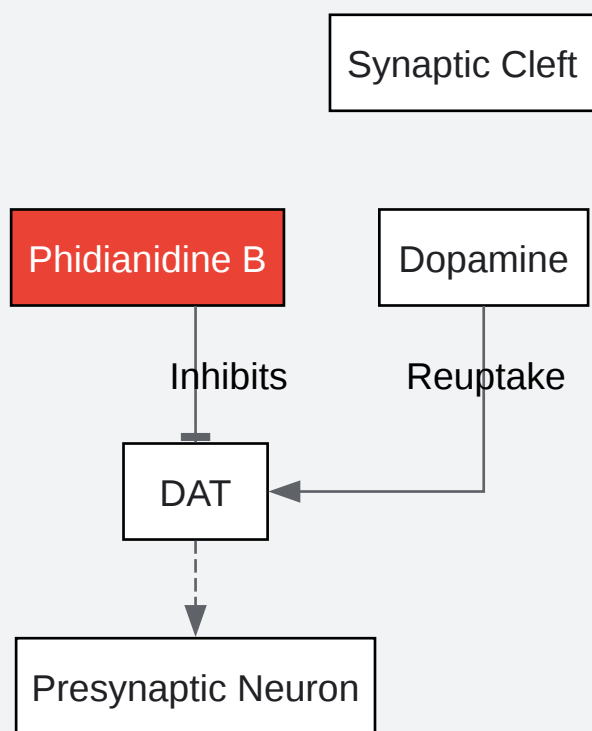 Synaptic Cleft
Phidianidine B
Dopamine
Inhibits
Reuptake
DAT
Presynaptic Neuron